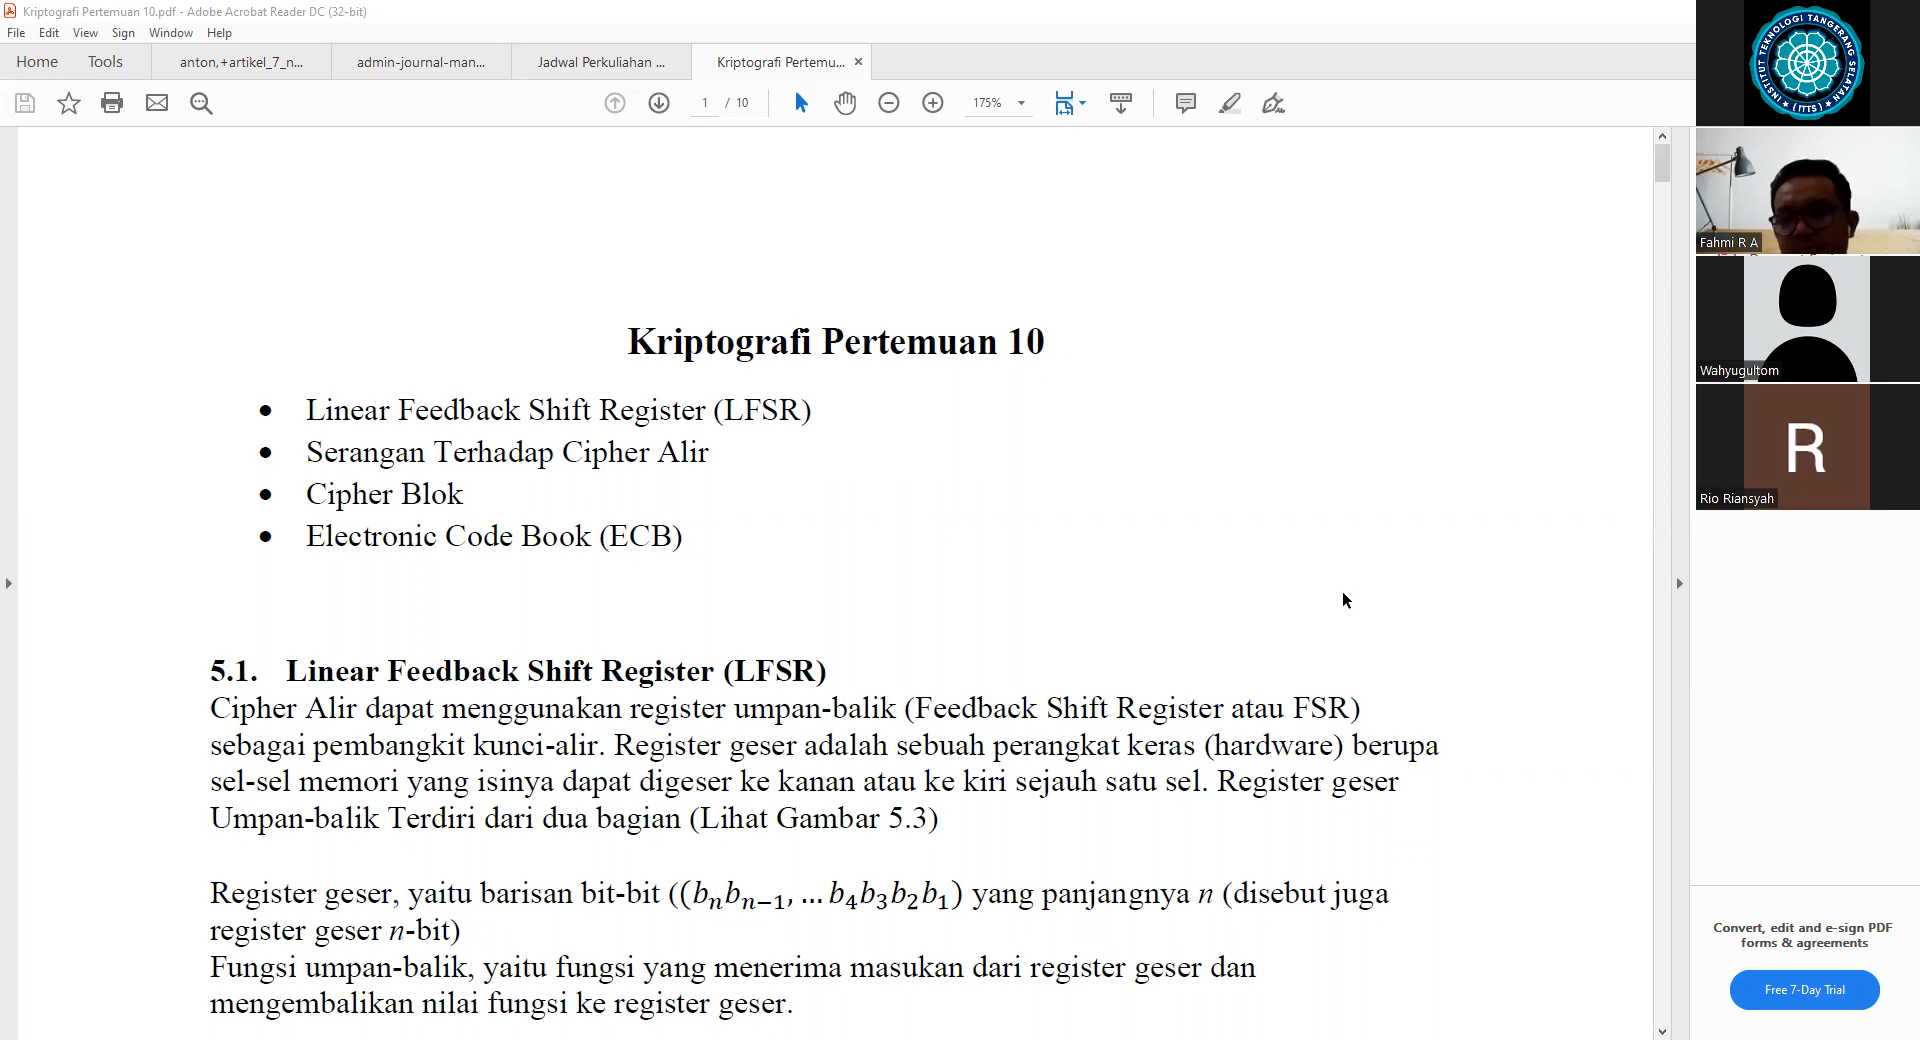 Kriptografi Pertemuan 10.pdf - Adobe Acrobat Reader DC (32-bit)
File Edit View Sign Window Help
Home Tools anton,+artikel_7_n... admin-journal-man... Jadwal Perkuliahan ... Kriptografi Pertemu... ×
1 / 10 175%
Kriptografi Pertemuan 10
• Linear Feedback Shift Register (LFSR)
• Serangan Terhadap Cipher Alir
• Cipher Blok
• Electronic Code Book (ECB)
5.1. Linear Feedback Shift Register (LFSR)
Cipher Alir dapat menggunakan register umpan-balik (Feedback Shift Register atau FSR)
sebagai pembangkit kunci-alir. Register geser adalah sebuah perangkat keras (hardware) berupa
sel-sel memori yang isinya dapat digeser ke kanan atau ke kiri sejauh satu sel. Register geser
Umpan-balik Terdiri dari dua bagian (Lihat Gambar 5.3)
Register geser, yaitu barisan bit-bit ((bₙbₙ₋₁, … b₄b₃b₂b₁) yang panjangnya n (disebut juga
register geser n-bit)
Fungsi umpan-balik, yaitu fungsi yang menerima masukan dari register geser dan
mengembalikan nilai fungsi ke register geser.
INSTITUT TEKNOLOGI TANGERANG SELATAN
(ITTS)
Fahmi R A
Wahyugultom
R
Rio Riansyah
Convert, edit and e-sign PDF
forms & agreements
Free 7-Day Trial